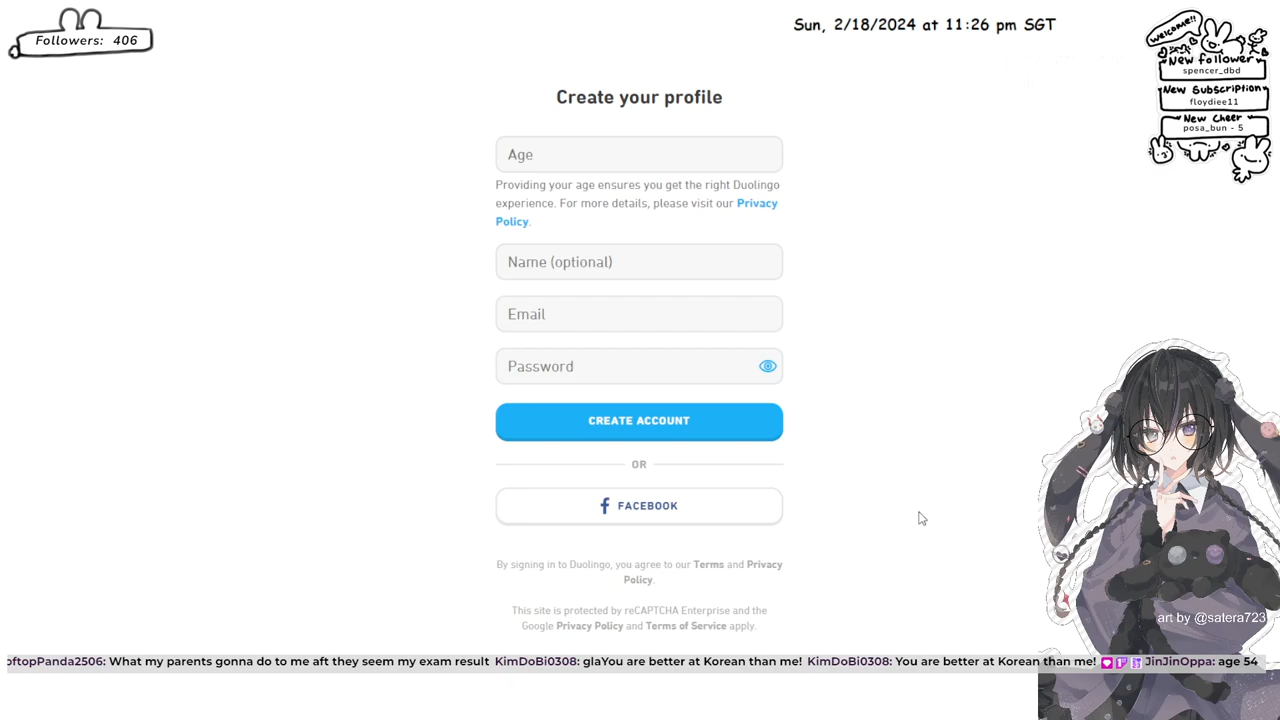 Followers: 406
Sun, 2/18/2024 at 11:26 pm SGT
welcome!!
New follower
spencer_dbd
New Subscription
floydiee11
New Cheer
posa_bun - 5
Create your profile
Age
Providing your age ensures you get the right Duolingo
experience. For more details, please visit our Privacy
Policy.
Name (optional)
Email
Password
CREATE ACCOUNT
OR
FACEBOOK
By signing in to Duolingo, you agree to our Terms and Privacy
Policy.
This site is protected by reCAPTCHA Enterprise and the
Google Privacy Policy and Terms of Service apply.
art by @satera723
oftopPanda2506: What my parents gonna do to me aft they seem my exam result KimDoBi0308: glaYou are better at Korean than me! KimDoBi0308: You are better at Korean than me! JinJinOppa: age 54